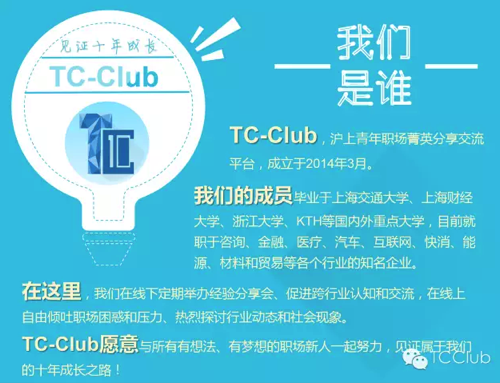 见证十年成长
TC-Club
TC
我们
是谁
TC-Club，沪上青年职场菁英分享交流
平台，成立于2014年3月。
我们的成员毕业于上海交通大学、上海财经
大学、浙江大学、KTH等国内外重点大学，目前就
职于咨询、金融、医疗、汽车、互联网、快消、能
源、材料和贸易等各个行业的知名企业。
在这里，我们在线下定期举办经验分享会、促进跨行业认知和交流，在线上
自由倾吐职场困惑和压力、热烈探讨行业动态和社会现象。
TC-Club愿意与所有有想法、有梦想的职场新人一起努力，见证属于我们
的十年成长之路！
TCClub